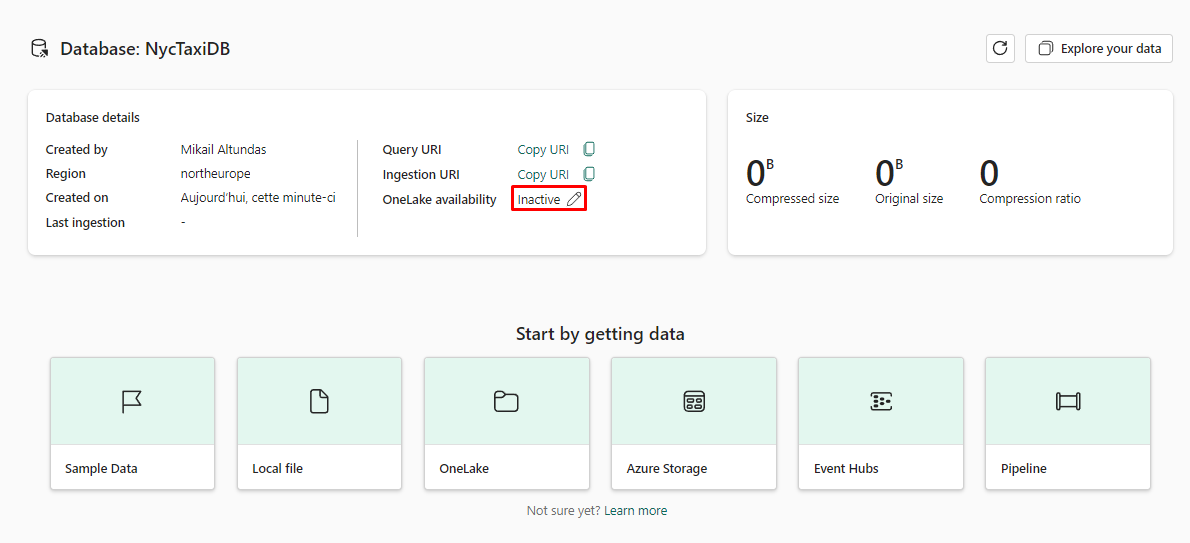 Database: NycTaxiDB
Explore your data
Database details
Created by Mikail Altundas
Region northeurope
Created on Aujourd’hui, cette minute-ci
Last ingestion -
Query URI Copy URI
Ingestion URI Copy URI
OneLake availability Inactive
Size
0 B
Compressed size
0 B
Original size
0
Compression ratio
Start by getting data
Sample Data
Local file
OneLake
Azure Storage
Event Hubs
Pipeline
Not sure yet? Learn more